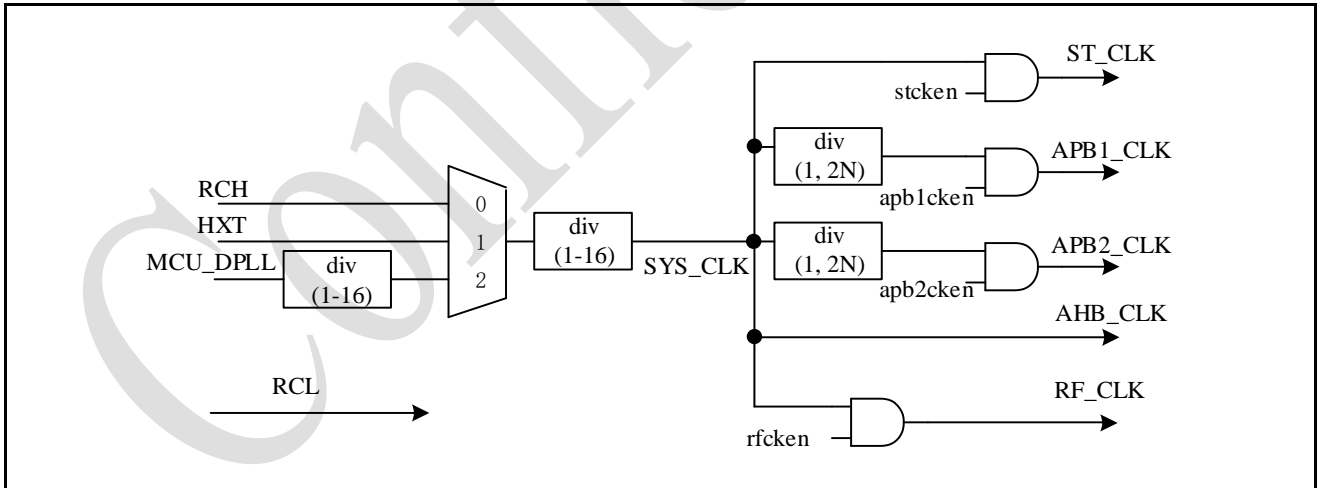 ST_CLK
stcken
div
(1, 2N)
APB1_CLK
apb1cken
RCH
0
HXT
1
div
(1-16)
SYS_CLK
div
(1, 2N)
APB2_CLK
apb2cken
MCU_DPLL
div
(1-16)
2
AHB_CLK
RCL
RF_CLK
rfcken